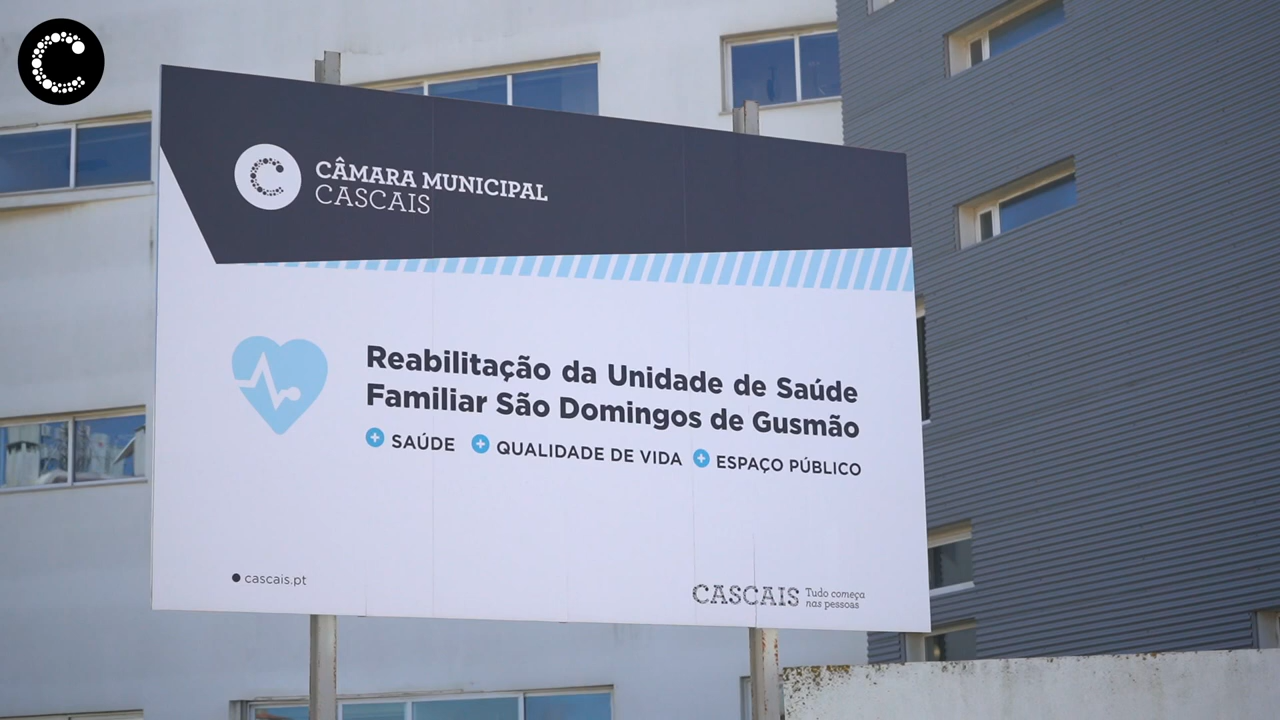 CÂMARA MUNICIPAL
CASCAIS
Reabilitação da Unidade de Saúde
Familiar São Domingos de Gusmão
+ SAÚDE + QUALIDADE DE VIDA + ESPAÇO PÚBLICO
cascais.pt
CASCAIS Tudo começa
nas pessoas